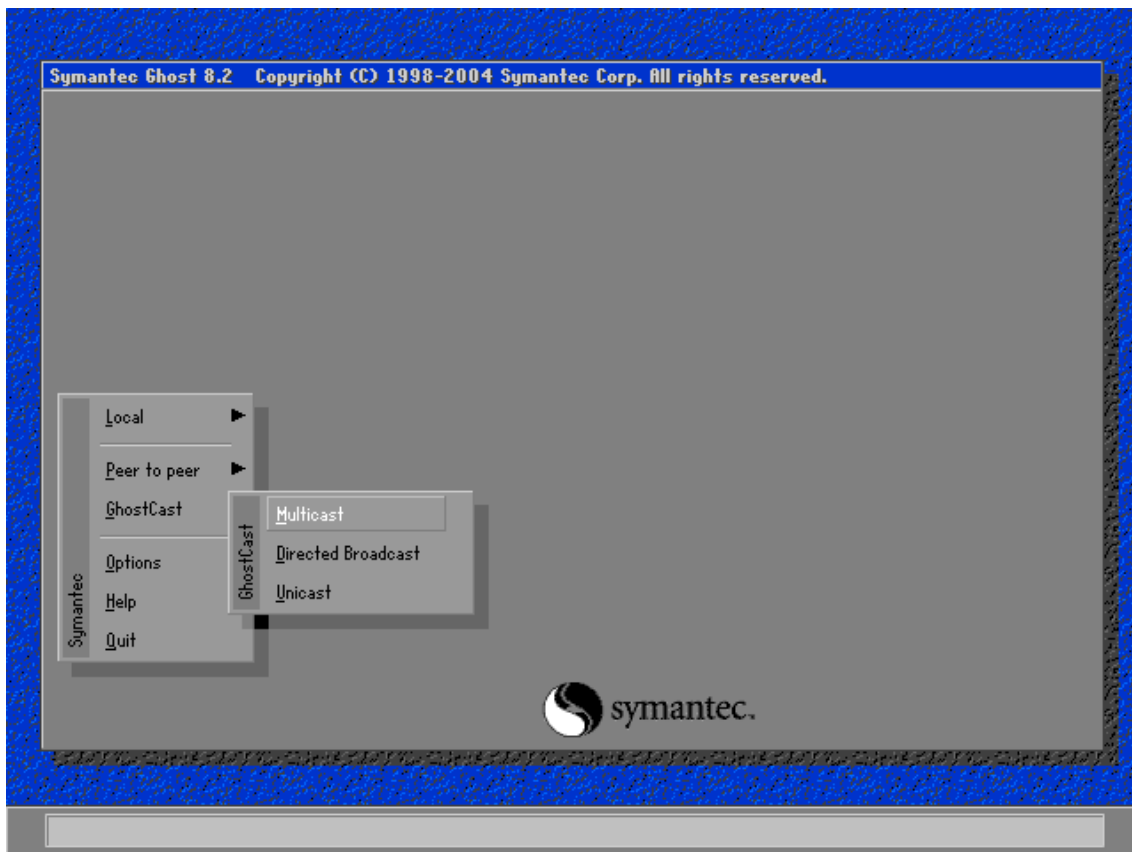 Symantec Ghost 8.2 Copyright (C) 1998-2004 Symantec Corp. All rights reserved.
Local
Peer to peer
GhostCast
Options
Help
Quit
Symantec
GhostCast
Multicast
Directed Broadcast
Unicast
symantec.